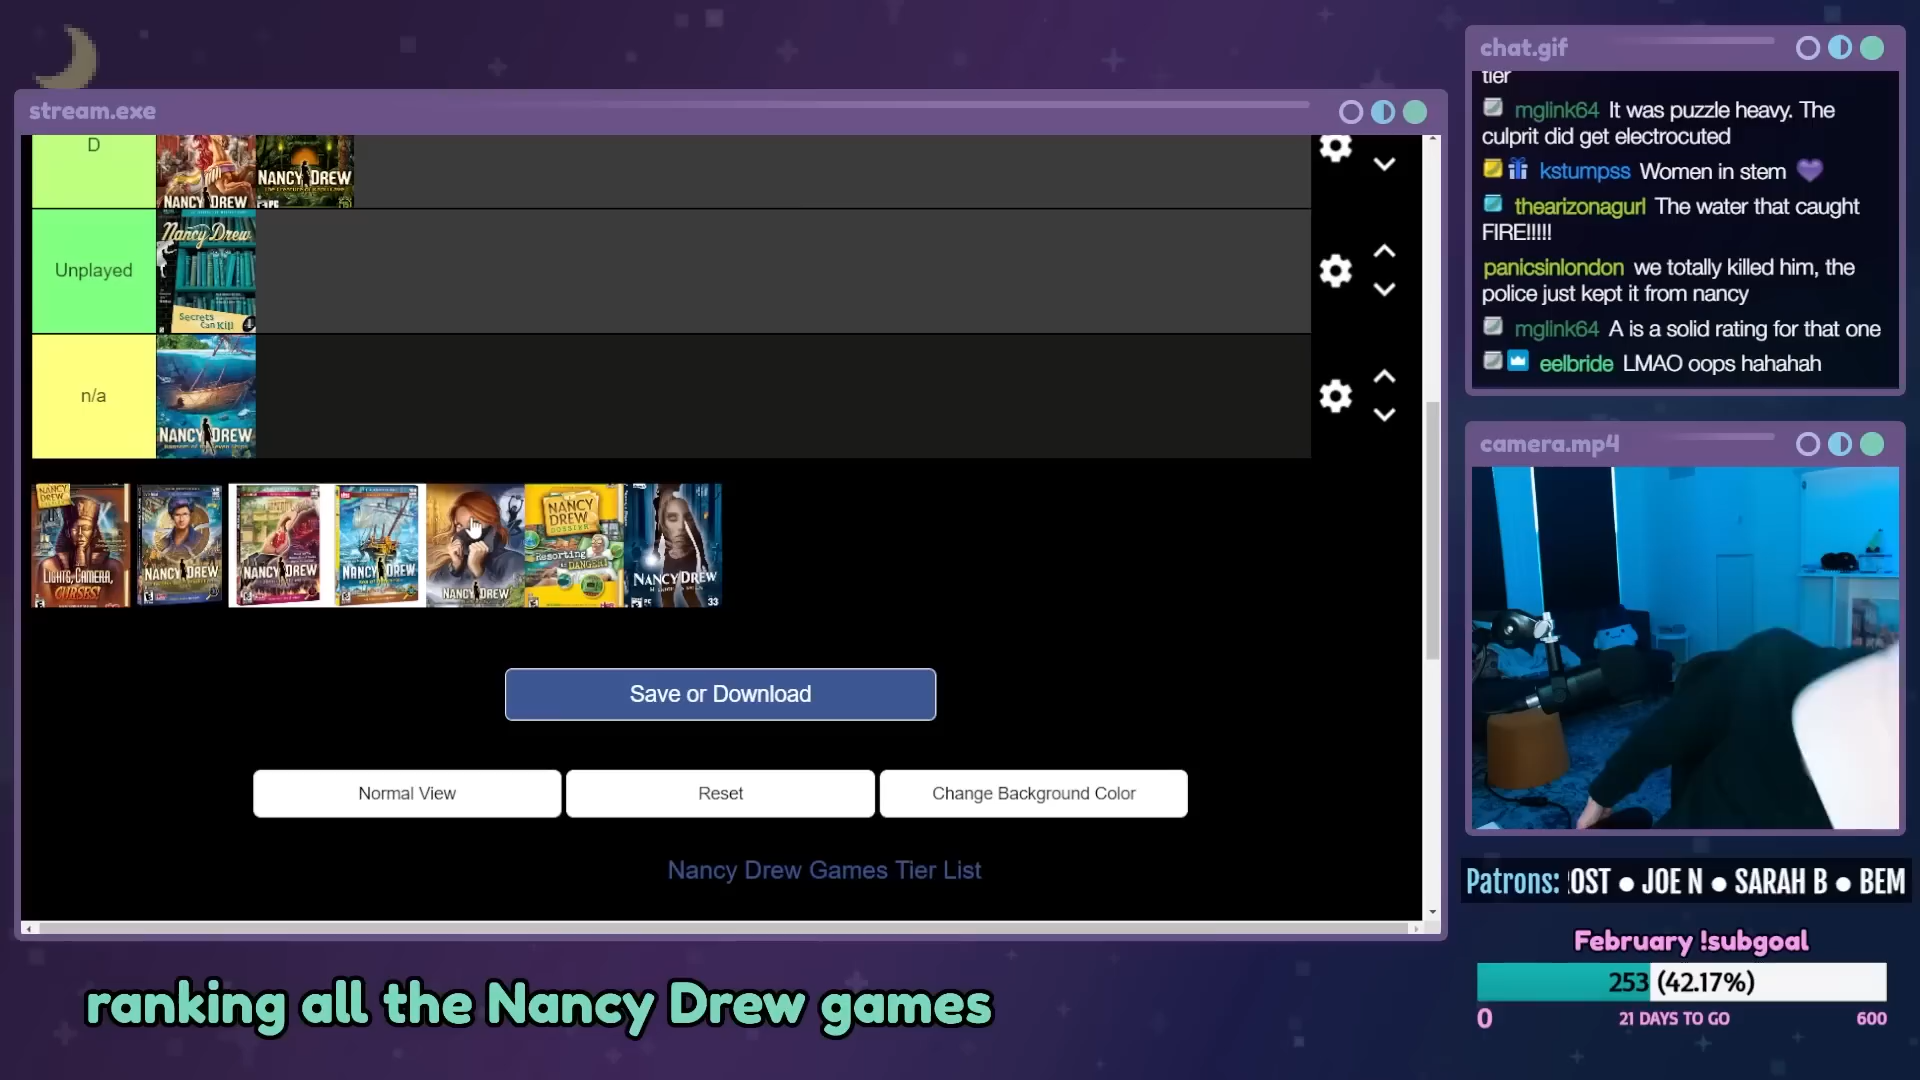 stream.exe
D
NANCY DREW
NANCY DREW
Unplayed
Nancy Drew
Secrets
Can Kill
n/a
NANCY DREW
NANCY DREW
LIGHTS, CAMERA,
CURSES!
NANCY DREW
NANCY DREW
NANCY DREW
NANCY DREW
NANCY DREW
DOSSIER
Resorting
to DANGER!
NANCY DREW
33
Save or Download
Normal View
Reset
Change Background Color
Nancy Drew Games Tier List
ranking all the Nancy Drew games
chat.gif
tier
mglink64 It was puzzle heavy. The
culprit did get electrocuted
kstumpss Women in stem
thearizonagurl The water that caught
FIRE!!!!!
panicsinlondon we totally killed him, the
police just kept it from nancy
mglink64 A is a solid rating for that one
eelbride LMAO oops hahahah
camera.mp4
Patrons: OST ● JOE N ● SARAH B ● BEM
February !subgoal
253 (42.17%)
0
21 DAYS TO GO
600